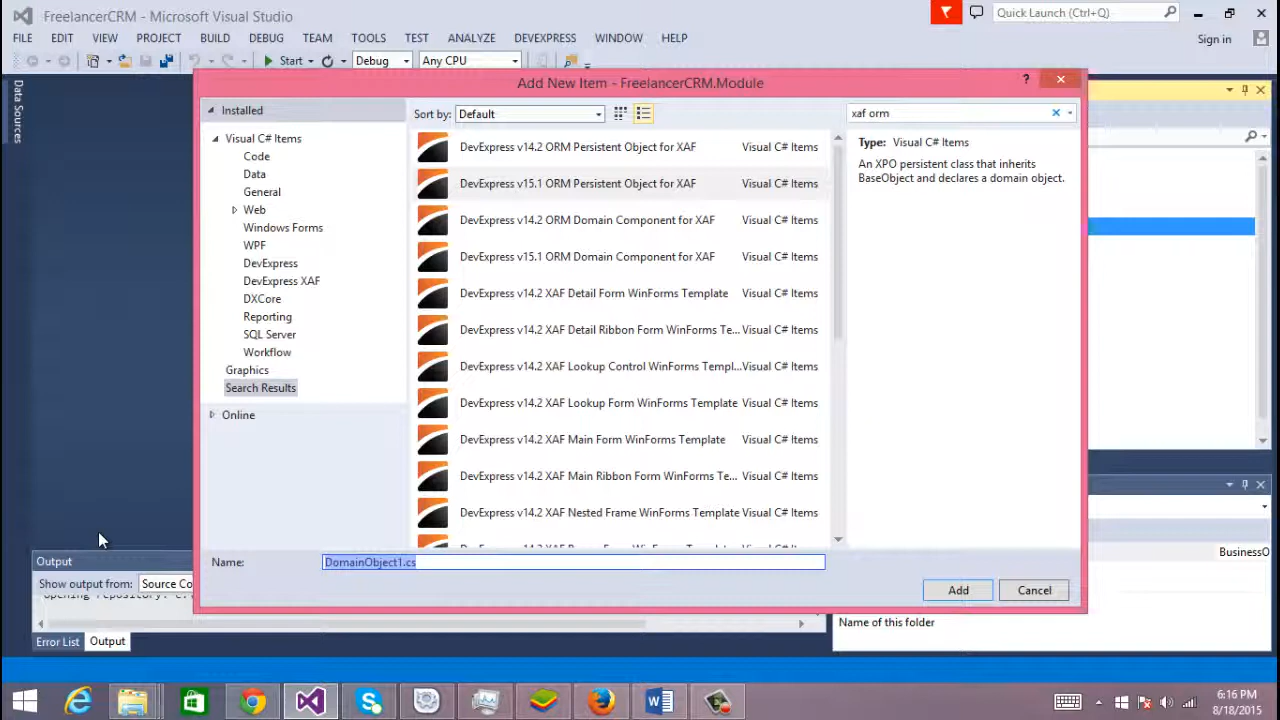 FreelancerCRM - Microsoft Visual Studio
Quick Launch (Ctrl+Q)
FILE EDIT VIEW PROJECT BUILD DEBUG TEAM TOOLS TEST ANALYZE DEVEXPRESS WINDOW HELP
Sign in
Start Debug Any CPU
Data Sources
Add New Item - FreelancerCRM.Module
?
Installed
Sort by: Default
xaf orm
Visual C# Items
Code
Data
General
Web
Windows Forms
WPF
DevExpress
DevExpress XAF
DXCore
Reporting
SQL Server
Workflow
Graphics
Search Results
Online
DevExpress v14.2 ORM Persistent Object for XAF Visual C# Items
DevExpress v15.1 ORM Persistent Object for XAF Visual C# Items
DevExpress v14.2 ORM Domain Component for XAF Visual C# Items
DevExpress v15.1 ORM Domain Component for XAF Visual C# Items
DevExpress v14.2 XAF Detail Form WinForms Template Visual C# Items
DevExpress v14.2 XAF Detail Ribbon Form WinForms Te... Visual C# Items
DevExpress v14.2 XAF Lookup Control WinForms Templ... Visual C# Items
DevExpress v14.2 XAF Lookup Form WinForms Template Visual C# Items
DevExpress v14.2 XAF Main Form WinForms Template Visual C# Items
DevExpress v14.2 XAF Main Ribbon Form WinForms Te... Visual C# Items
DevExpress v14.2 XAF Nested Frame WinForms Template Visual C# Items
Type: Visual C# Items
An XPO persistent class that inherits
BaseObject and declares a domain object.
Name: DomainObject1.cs
Add Cancel
Output
Show output from: Source Co
Opening repository:
Error List Output
BusinessO
Name of this folder
6:16 PM
8/18/2015